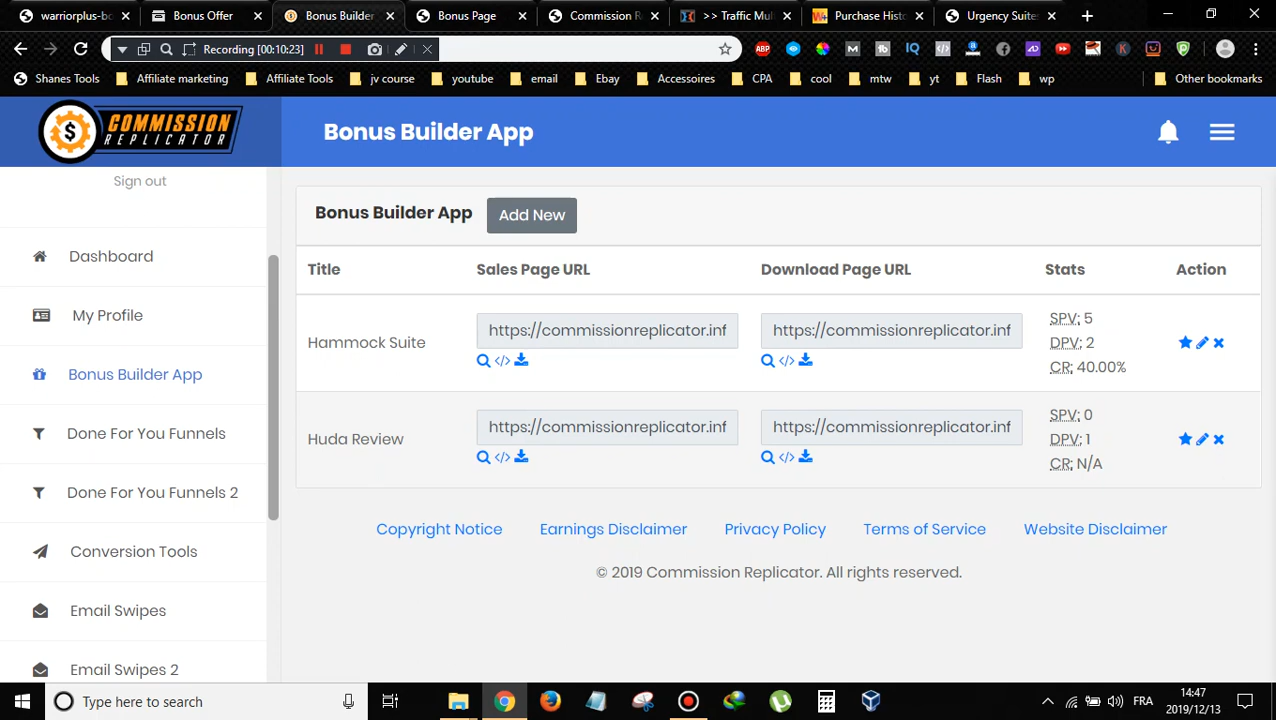 warriorplus-b
Bonus Offer
Bonus Builder
Bonus Page
Commission R
>> Traffic Mul
Purchase Hist
Urgency Suite
Recording [00:10:23]
Shanes Tools
Affiliate marketing
Affiliate Tools
jv course
youtube
email
Ebay
Accessoires
CPA
cool
mtw
yt
Flash
wp
Other bookmarks
COMMISSION
REPLICATOR
Bonus Builder App
Sign out
Dashboard
My Profile
Bonus Builder App
Done For You Funnels
Done For You Funnels 2
Conversion Tools
Email Swipes
Email Swipes 2
Bonus Builder App Add New
Title Sales Page URL Download Page URL Stats Action
Hammock Suite https://commissionreplicator.inf https://commissionreplicator.inf
SPV: 5
DPV: 2
CR: 40.00%
Huda Review https://commissionreplicator.inf https://commissionreplicator.inf
SPV: 0
DPV: 1
CR: N/A
Copyright Notice Earnings Disclaimer Privacy Policy Terms of Service Website Disclaimer
© 2019 Commission Replicator. All rights reserved.
Type here to search
FRA
14:47
2019/12/13